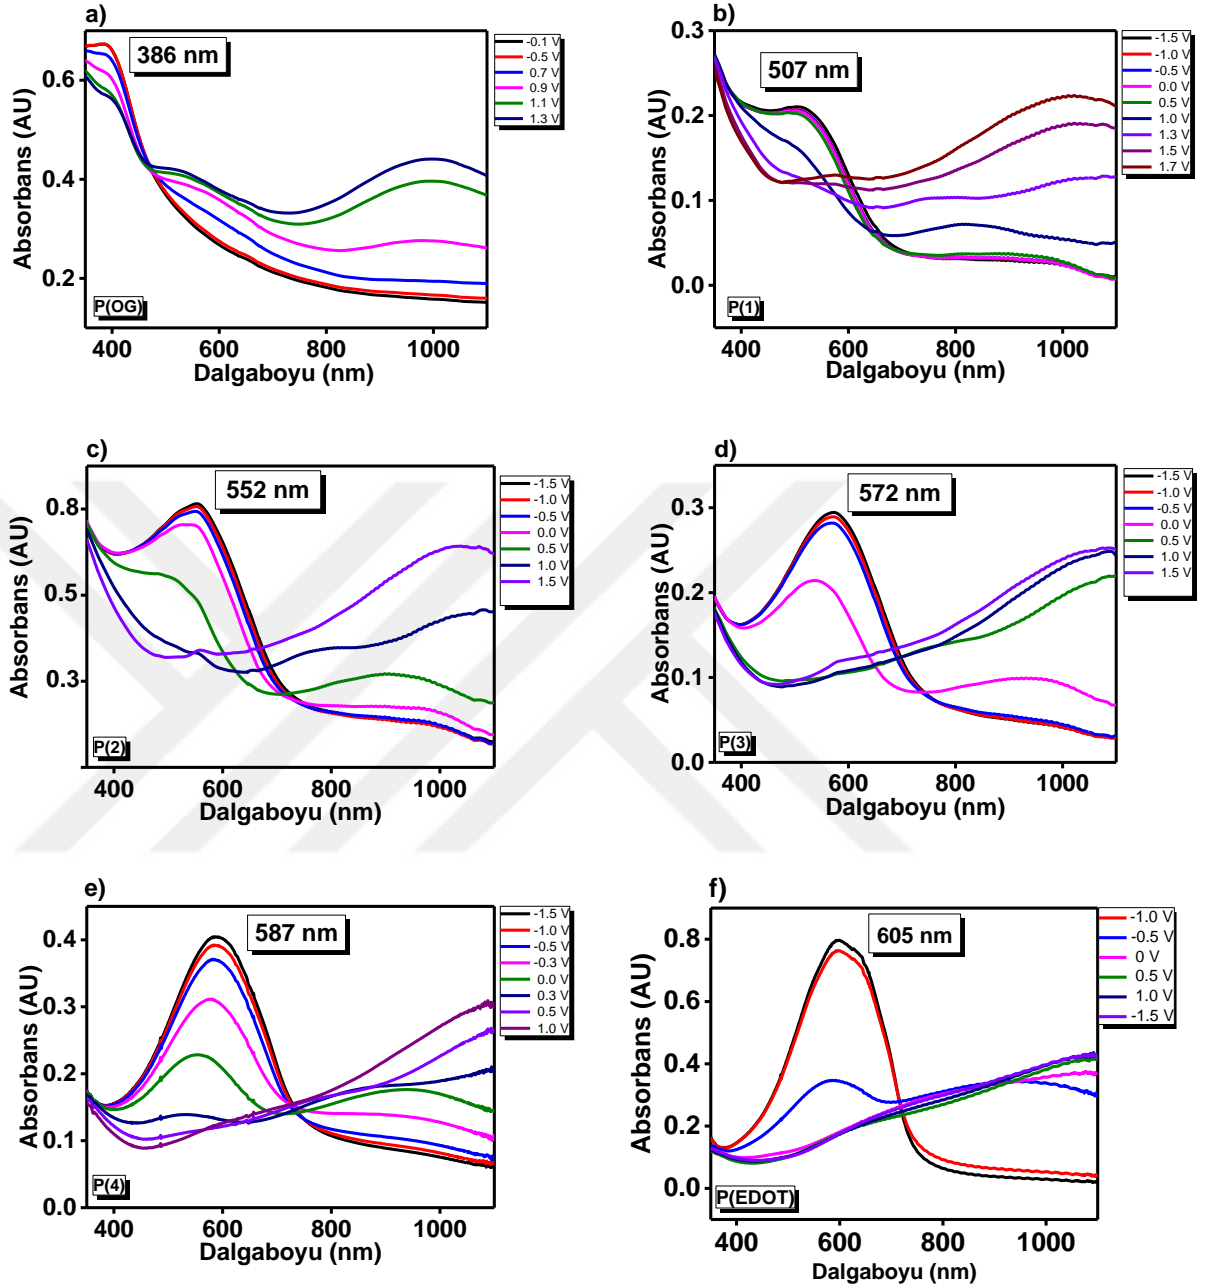 a)
386 nm
-0.1 V
-0.5 V
0.7 V
0.9 V
1.1 V
1.3 V
0.6
0.4
0.2
Absorbans (AU)
P(OG)
400 600 800 1000
Dalgaboyu (nm)
b)
507 nm
-1.5 V
-1.0 V
-0.5 V
0.0 V
0.5 V
1.0 V
1.3 V
1.5 V
1.7 V
0.3
0.2
0.1
0.0
Absorbans (AU)
P(1)
400 600 800 1000
Dalgaboyu (nm)
c)
552 nm
-1.5 V
-1.0 V
-0.5 V
0.0 V
0.5 V
1.0 V
1.5 V
0.8
0.5
0.3
Absorbans (AU)
P(2)
400 600 800 1000
Dalgaboyu (nm)
d)
572 nm
-1.5 V
-1.0 V
-0.5 V
0.0 V
0.5 V
1.0 V
1.5 V
0.3
0.2
0.1
0.0
Absorbans (AU)
P(3)
400 600 800 1000
Dalgaboyu (nm)
e)
587 nm
-1.5 V
-1.0 V
-0.5 V
-0.3 V
0.0 V
0.3 V
0.5 V
1.0 V
0.4
0.3
0.2
0.1
0.0
Absorbans (AU)
P(4)
400 600 800 1000
Dalgaboyu (nm)
f)
605 nm
-1.0 V
-0.5 V
0 V
0.5 V
1.0 V
-1.5 V
0.8
0.6
0.4
0.2
0.0
Absorbans (AU)
P(EDOT)
400 600 800 1000
Dalgaboyu (nm)